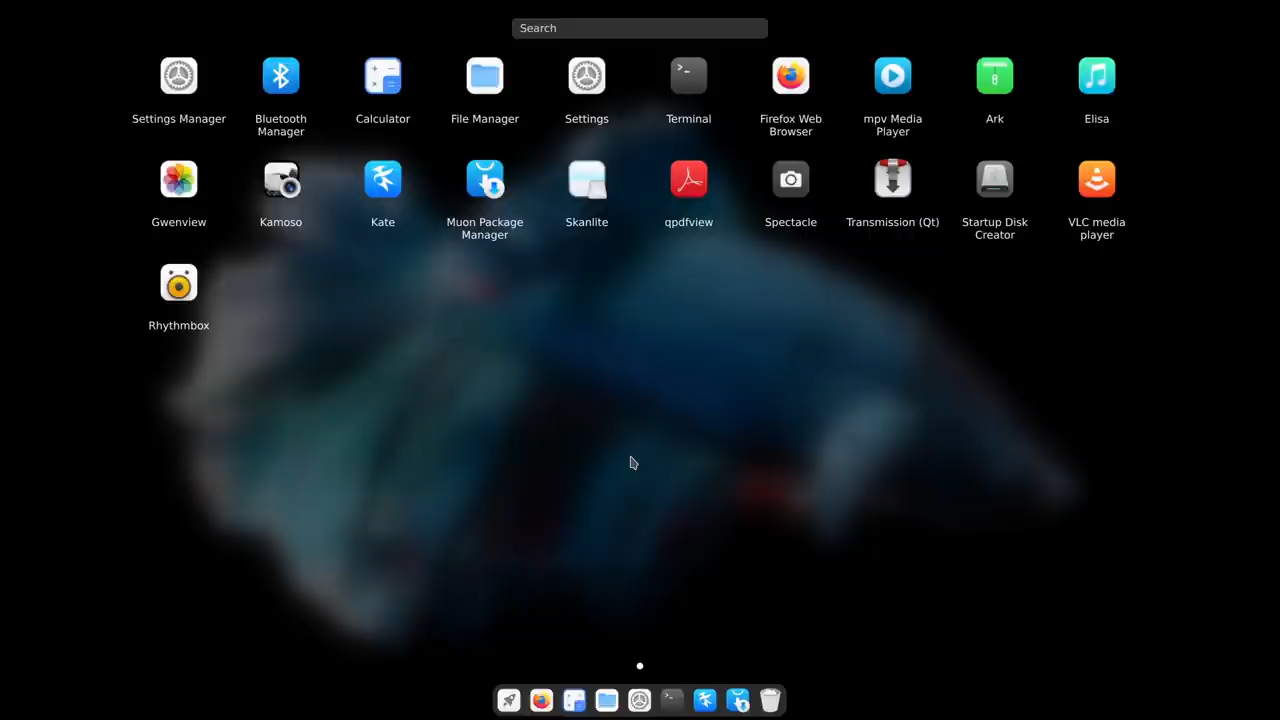 Search
Settings Manager
Bluetooth
Manager
Calculator
File Manager
Settings
Terminal
Firefox Web
Browser
mpv Media
Player
Ark
Elisa
Gwenview
Kamoso
Kate
Muon Package
Manager
Skanlite
qpdfview
Spectacle
Transmission (Qt)
Startup Disk
Creator
VLC media
player
Rhythmbox